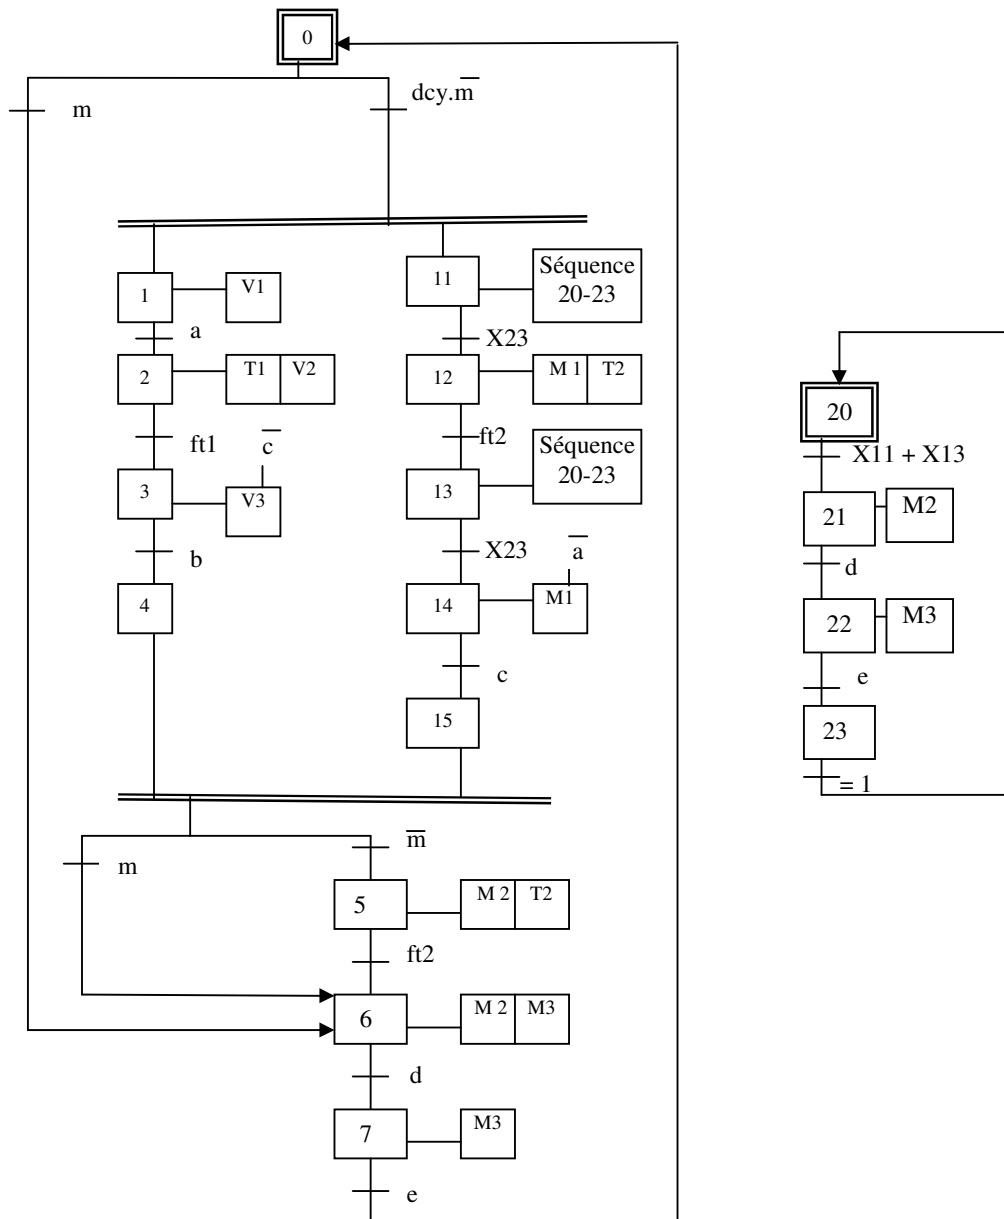 0
m
dcy.m̅
1
V1
a
2
T1 V2
ft1
c̅
3
V3
b
4
11
Séquence
20-23
X23
12
M 1 T2
ft2
13
Séquence
20-23
X23
a̅
14
M1
c
15
m
m̅
5
M 2 T2
ft2
6
M 2 M3
d
7
M3
e
20
X11 + X13
21
M2
d
22
M3
e
23
= 1